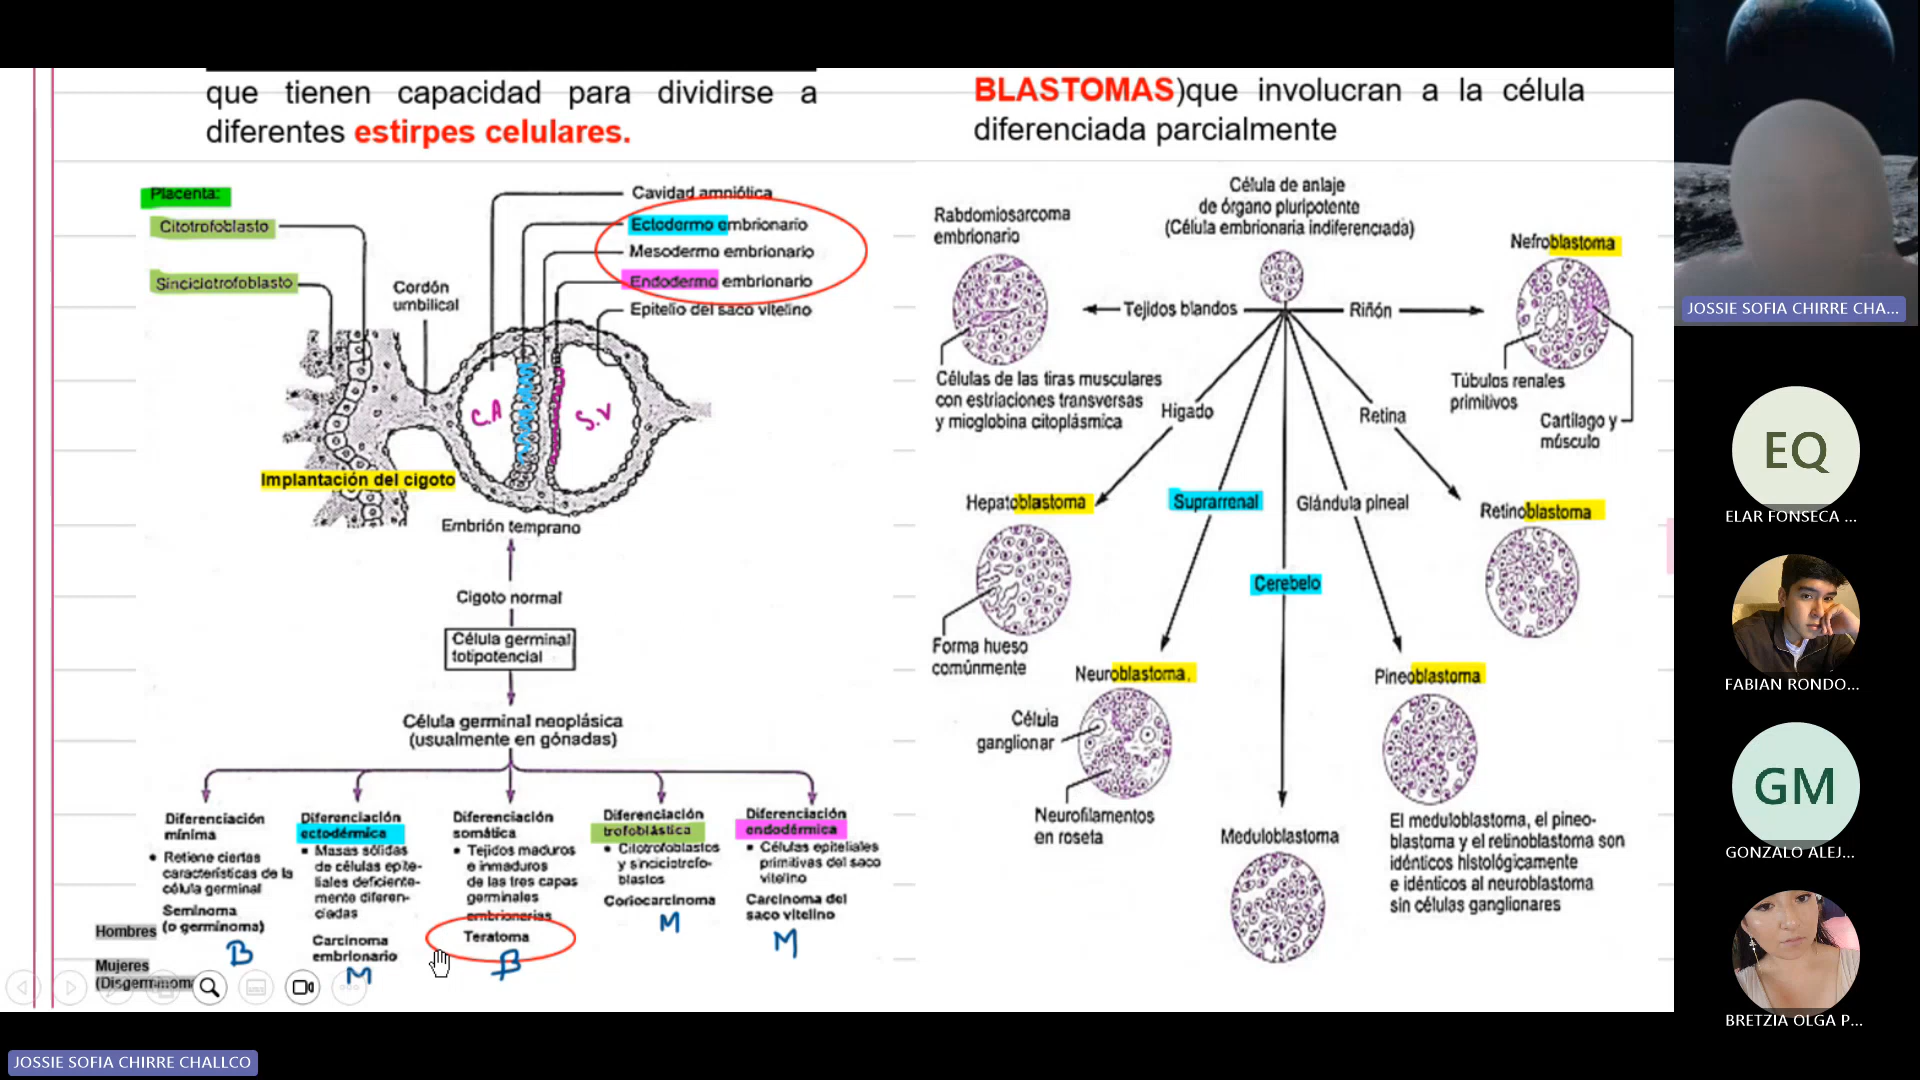 que tienen capacidad para dividirse a
diferentes estirpes celulares.
Placenta:
Citotrofoblasto
Sinciciotrofoblasto
Cordón
umbilical
Cavidad amniótica
Ectodermo embrionario
Mesodermo embrionario
Endodermo embrionario
Epitelio del saco vitelino
C.A
S.V
Implantación del cigoto
Embrión temprano
Cigoto normal
Célula germinal
totipotencial
Célula germinal neoplásica
(usualmente en gónadas)
Diferenciación
mínima
• Retiene ciertas
características de la
célula germinal
Seminoma
(o germinoma)
B
Hombres
Mujeres
(Disgerminoma
Diferenciación
ectodérmica
• Masas sólidas
de células epite-
liales deficiente-
mente diferen-
ciadas
Carcinoma
embrionario
M
Diferenciación
somática
• Tejidos maduros
e inmaduros
de las tres capas
germinales
embrionarias
Teratoma
B
Diferenciación
trofoblástica
• Citotrofoblastos
y sinciciotrofo-
blastos
Coriocarcinoma
M
Diferenciación
endodérmica
• Células epiteliales
primitivas del saco
vitelino
Carcinoma del
saco vitelino
M
BLASTOMAS)que involucran a la célula
diferenciada parcialmente
Célula de anlaje
de órgano pluripotente
(Célula embrionaria indiferenciada)
Rabdomiosarcoma
embrionario
Tejidos blandos
Riñón
Nefroblastoma
Células de las tiras musculares
con estriaciones transversas
y mioglobina citoplásmica
Túbulos renales
primitivos
Cartílago y
músculo
Hígado
Retina
Hepatoblastoma
Suprarrenal
Glándula pineal
Retinoblastoma
Cerebelo
Forma hueso
comúnmente
Neuroblastoma.
Pineoblastoma
Célula
ganglionar
Neurofilamentos
en roseta
Meduloblastoma
El meduloblastoma, el pineo-
blastoma y el retinoblastoma son
idénticos histológicamente
e idénticos al neuroblastoma
sin células ganglionares
JOSSIE SOFIA CHIRRE CHA...
EQ
ELAR FONSECA ...
FABIAN RONDO...
GM
GONZALO ALEJ...
BRETZIA OLGA P...
JOSSIE SOFIA CHIRRE CHALLCO